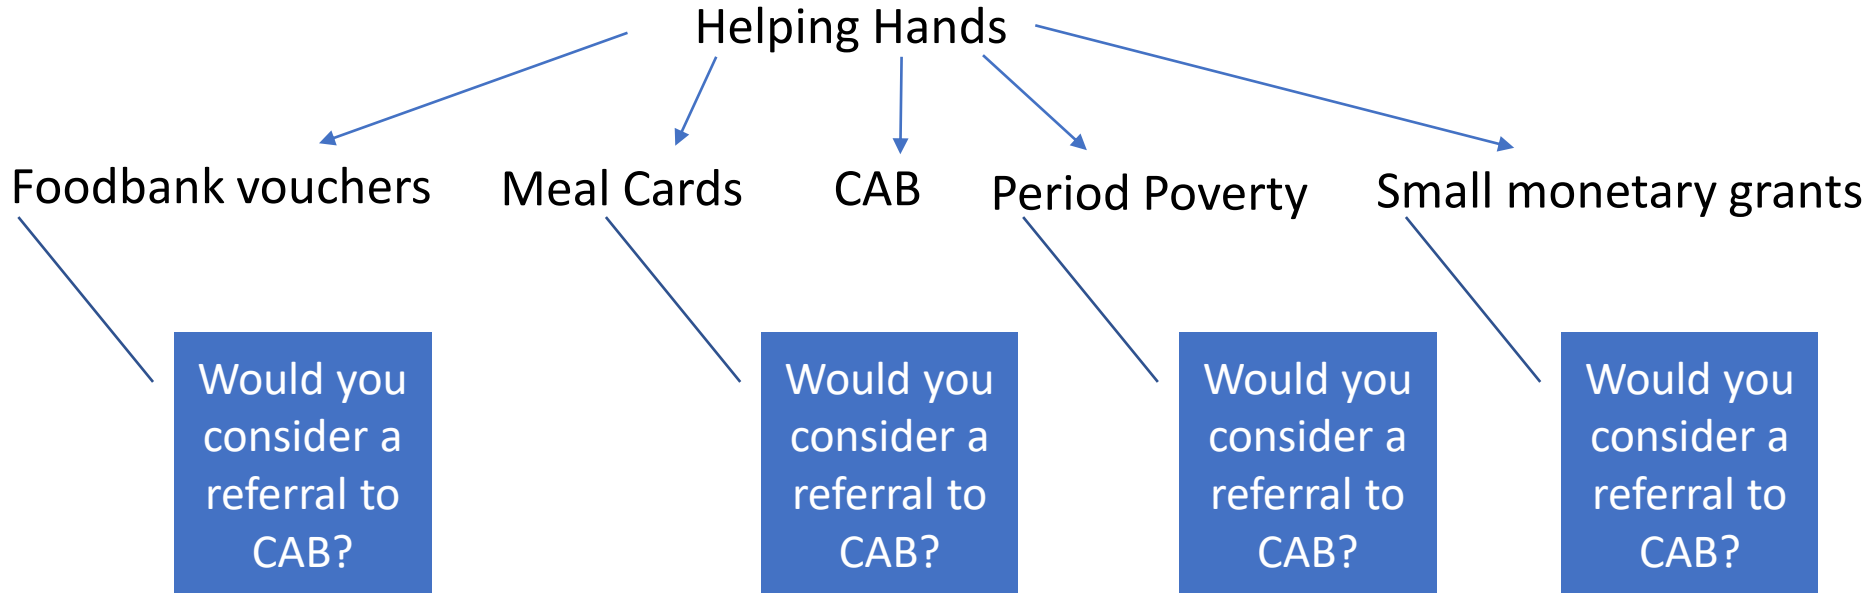 Helping Hands
Foodbank vouchers
Meal Cards
CAB
Period Poverty
Small monetary grants
Would you
consider a
referral to
CAB?
Would you
consider a
referral to
CAB?
Would you
consider a
referral to
CAB?
Would you
consider a
referral to
CAB?